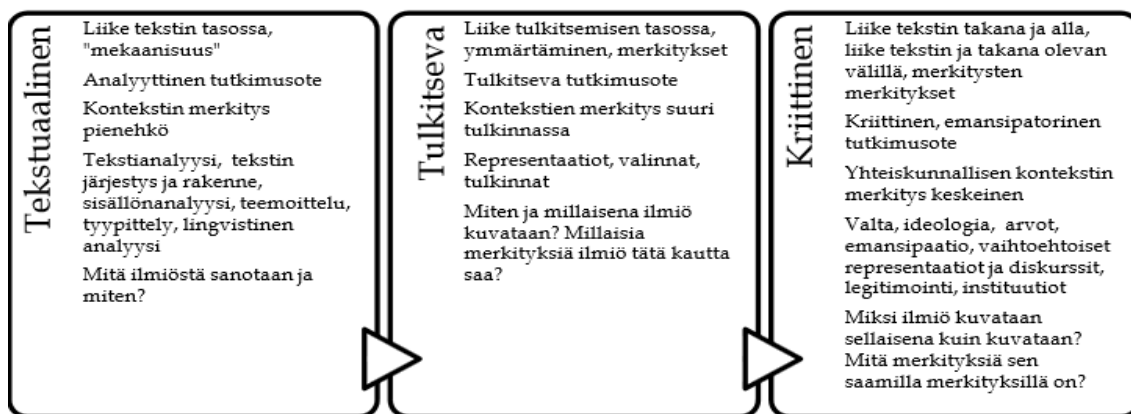 Tekstuaalinen
Liike tekstin tasossa,
"mekaanisuus"
Analyyttinen tutkimusote
Kontekstin merkitys
pienehkö
Tekstianalyysi, tekstin
järjestys ja rakenne,
sisällönanalyysi, teemoittelu,
tyypittely, lingvistinen
analyysi
Mitä ilmiöstä sanotaan ja
miten?
Tulkitseva
Liike tulkitsemisen tasossa,
ymmärtäminen, merkitykset
Tulkitseva tutkimusote
Kontekstien merkitys suuri
tulkinnassa
Representaatiot, valinnat,
tulkinnat
Miten ja millaisena ilmiö
kuvataan? Millaisia
merkityksiä ilmiö tätä kautta
saa?
Kriittinen
Liike tekstin takana ja alla,
liike tekstin ja takana olevan
välillä, merkitysten
merkitykset
Kriittinen, emansipatorinen
tutkimusote
Yhteiskunnallisen kontekstin
merkitys keskeinen
Valta, ideologia, arvot,
emansipaatio, vaihtoehtoiset
representaatiot ja diskurssit,
legitimointi, instituutiot
Miksi ilmiö kuvataan
sellaisena kuin kuvataan?
Mitä merkityksiä sen
saamilla merkityksillä on?